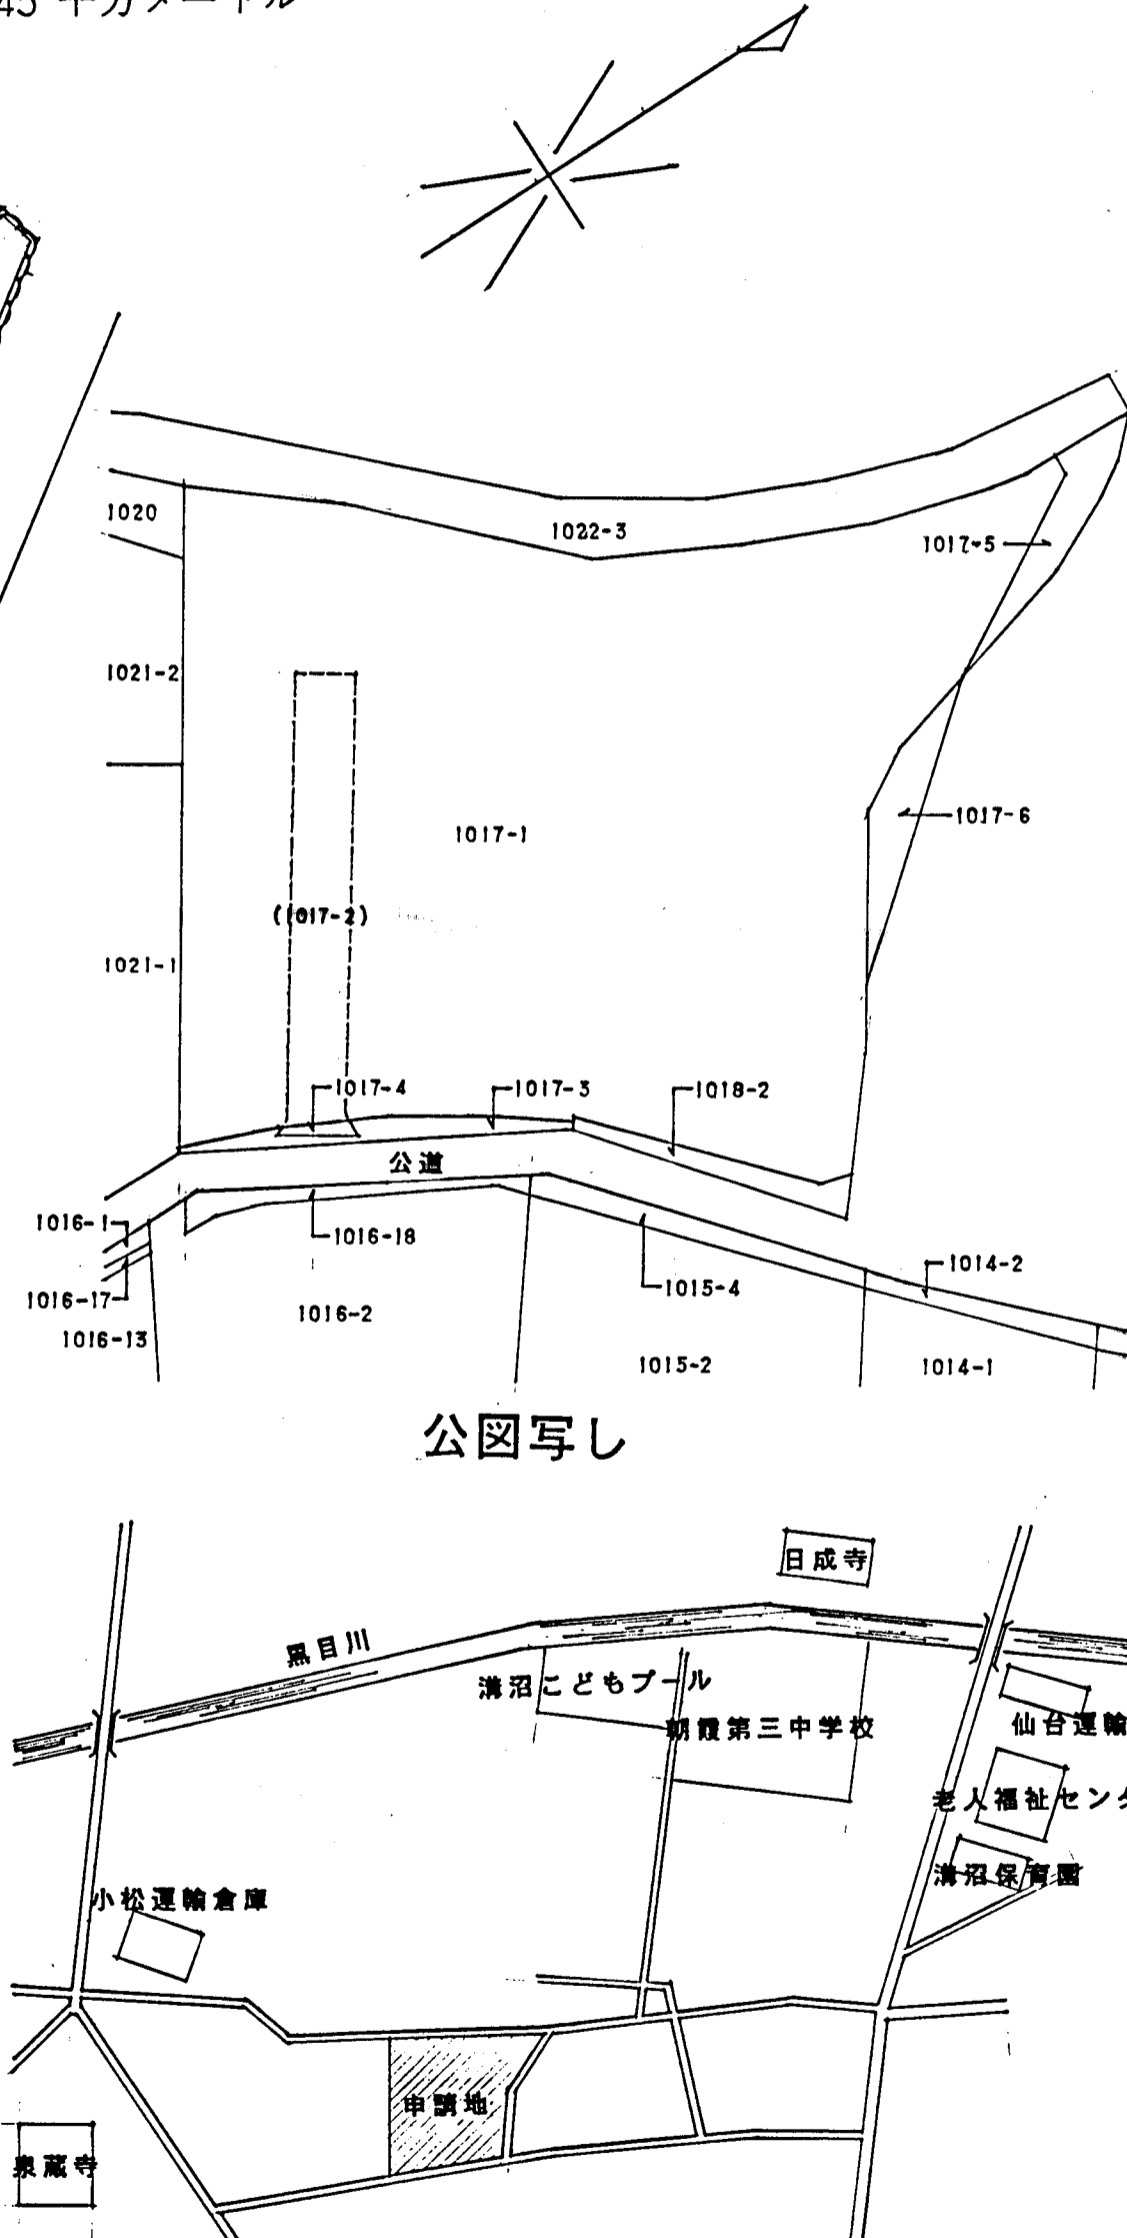 45 平方メートル
1020
1022-3
1017-5
1021-2
1017-1
1017-6
(1017-2)
1021-1
1017-4
1017-3
1018-2
公道
1016-1
1016-18
1014-2
1016-17
1015-4
1016-13
1016-2
1015-2
1014-1
公図写し
日成寺
黒目川
溝沼こどもプール
朝霞第三中学校
仙台運輸
老人福祉センタ
溝沼保育園
小松運輸倉庫
申請地
泉蔵寺